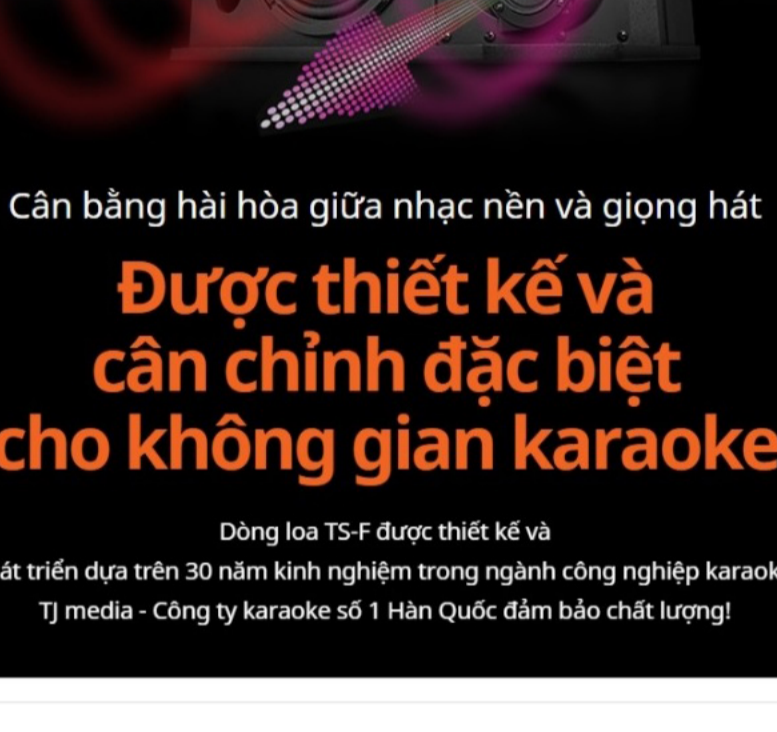 Cân bằng hài hòa giữa nhạc nền và giọng hát
Được thiết kế và
cân chỉnh đặc biệt
cho không gian karaoke
Dòng loa TS-F được thiết kế và
át triển dựa trên 30 năm kinh nghiệm trong ngành công nghiệp karaok
TJ media - Công ty karaoke số 1 Hàn Quốc đảm bảo chất lượng!